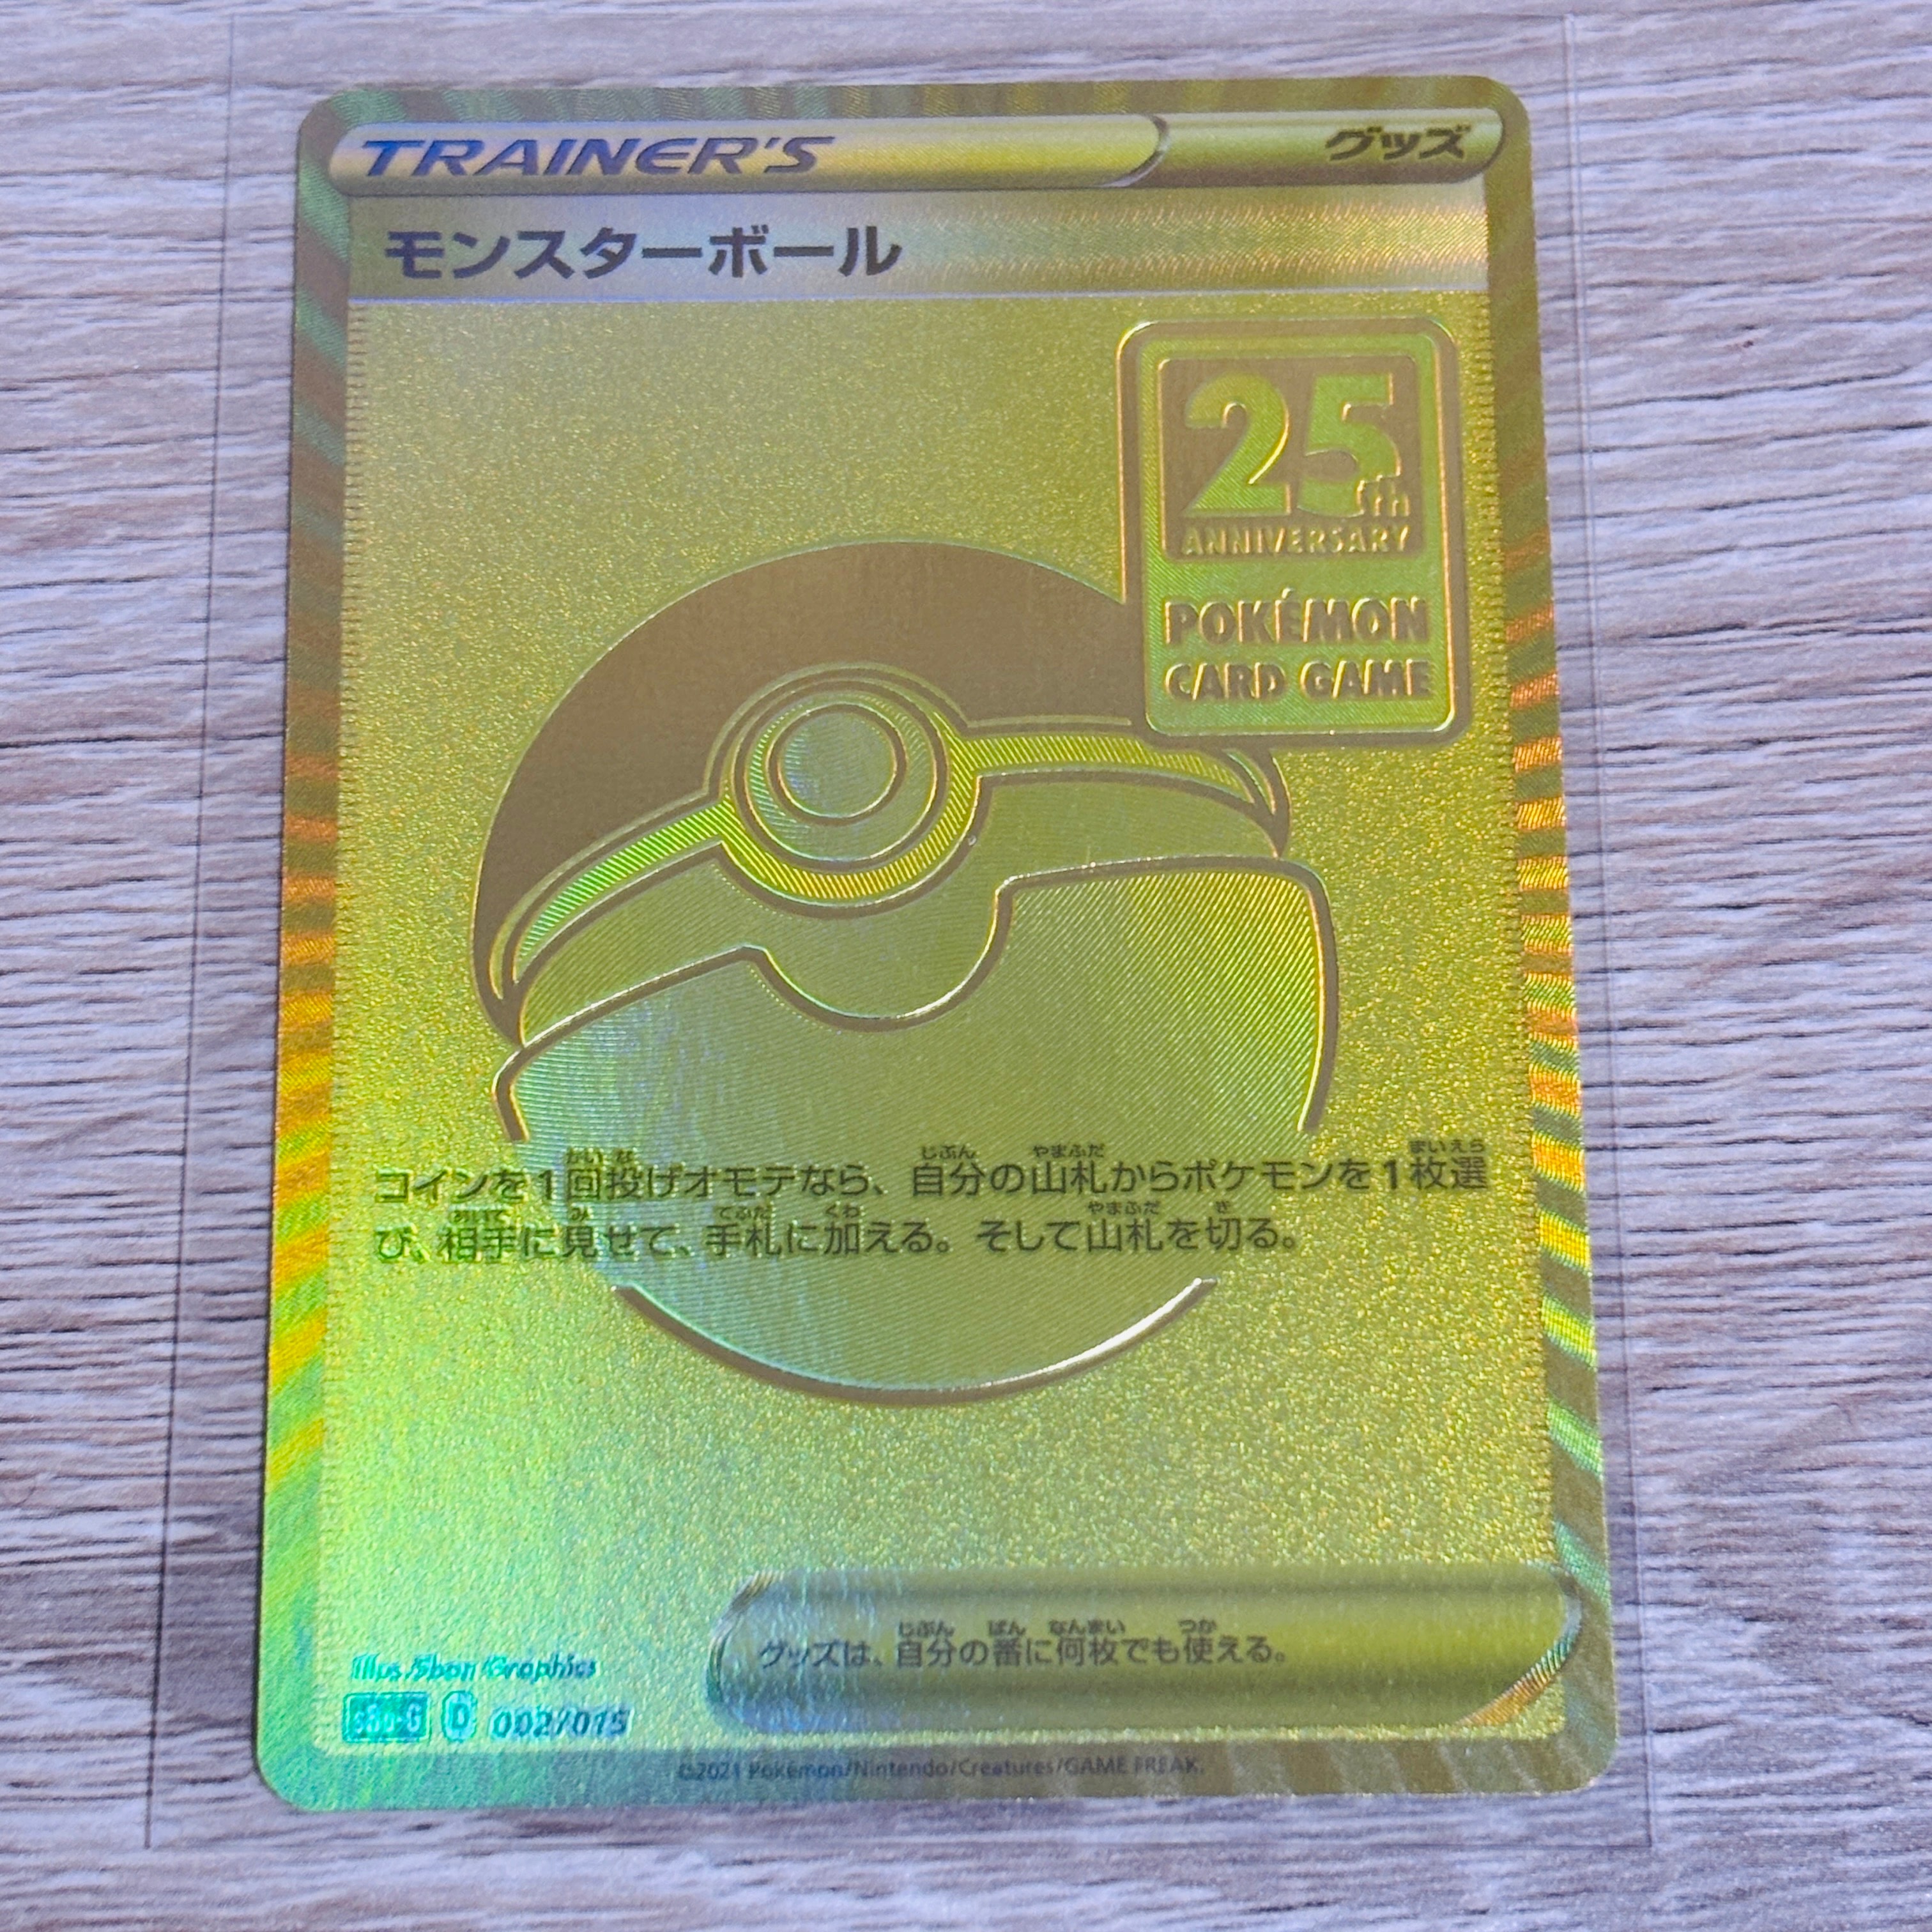 TRAINER'S
グッズ
モンスターボール
25th
ANNIVERSARY
POKÉMON
CARD GAME
コインを1回投げオモテなら、自分の山札からポケモンを1枚選
び、相手に見せて、手札に加える。そして山札を切る。
グッズは、自分の番に何枚でも使える。
Illus. 5ban Graphics
D 002/015
©2021 Pokémon/Nintendo/Creatures/GAME FREAK.